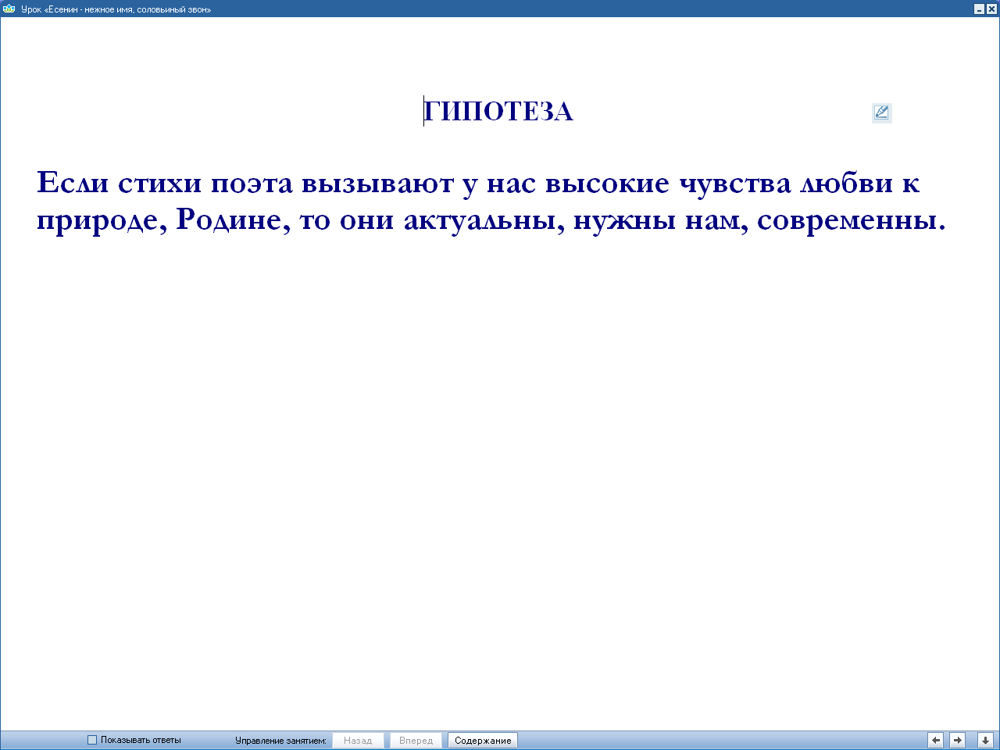 Урок «Есенин - нежное имя, соловьиный звон»
ГИПОТЕЗА
Если стихи поэта вызывают у нас высокие чувства любви к
природе, Родине, то они актуальны, нужны нам, современны.
Показывать ответы
Управление занятием:
Назад
Вперед
Содержание